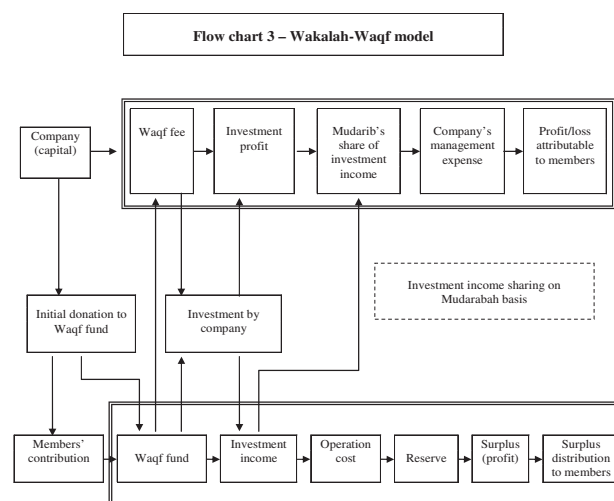 Flow chart 3 – Wakalah-Waqf model
Company
(capital)
Waqf fee
Investment
profit
Mudarib's
share of
investment
income
Company's
management
expense
Profit/loss
attributable
to members
Initial donation to
Waqf fund
Investment by
company
Investment income sharing on
Mudarabah basis
Members'
contribution
Waqf fund
Investment
income
Operation
cost
Reserve
Surplus
(profit)
Surplus
distribution
to members